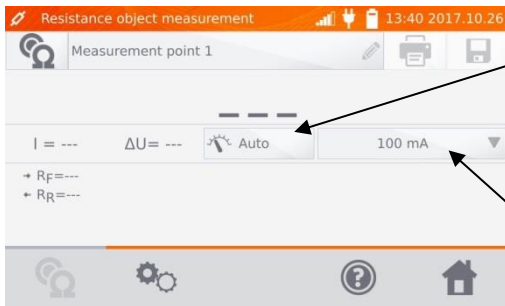 Resistance object measurement 13:40 2017.10.26
Measurement point 1
---
I = --- ΔU= --- Auto 100 mA
→ RF=---
← RR=---